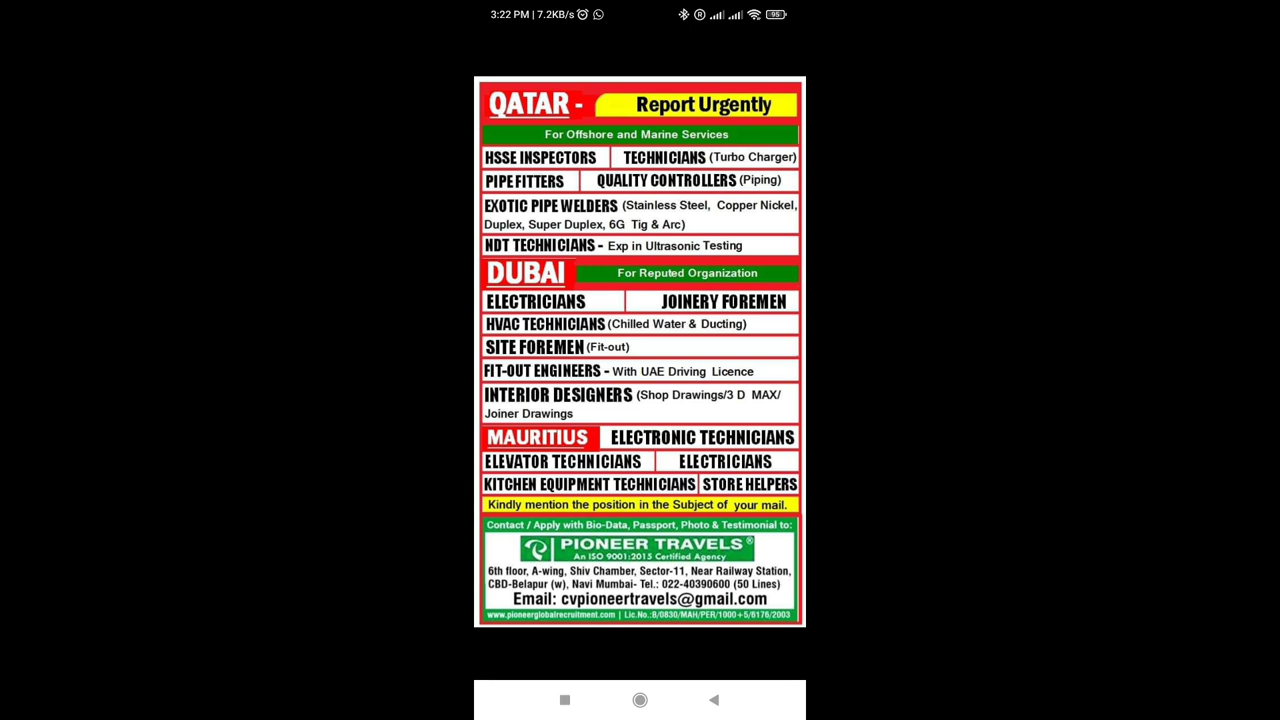 3:22 PM | 7.2KB/s
95
QATAR - Report Urgently
For Offshore and Marine Services
HSSE INSPECTORS TECHNICIANS (Turbo Charger)
PIPE FITTERS QUALITY CONTROLLERS (Piping)
EXOTIC PIPE WELDERS (Stainless Steel, Copper Nickel,
Duplex, Super Duplex, 6G Tig & Arc)
NDT TECHNICIANS - Exp in Ultrasonic Testing
DUBAI For Reputed Organization
ELECTRICIANS JOINERY FOREMEN
HVAC TECHNICIANS (Chilled Water & Ducting)
SITE FOREMEN (Fit-out)
FIT-OUT ENGINEERS - With UAE Driving Licence
INTERIOR DESIGNERS (Shop Drawings/3 D MAX/
Joiner Drawings
MAURITIUS ELECTRONIC TECHNICIANS
ELEVATOR TECHNICIANS ELECTRICIANS
KITCHEN EQUIPMENT TECHNICIANS STORE HELPERS
Kindly mention the position in the Subject of your mail.
Contact / Apply with Bio-Data, Passport, Photo & Testimonial to:
PIONEER TRAVELS ®
An ISO 9001:2015 Certified Agency
6th floor, A-wing, Shiv Chamber, Sector-11, Near Railway Station,
CBD-Belapur (w), Navi Mumbai- Tel.: 022-40390600 (50 Lines)
Email: cvpioneertravels@gmail.com
www.pioneerglobalrecruitment.com | Lic.No.:B/0830/MAH/PER/1000+5/6176/2003